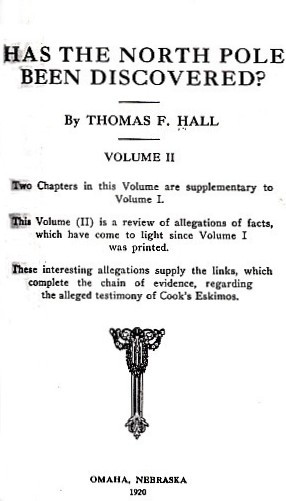 HAS THE NORTH POLE
BEEN DISCOVERED?
By THOMAS F. HALL
VOLUME II
Two Chapters in this Volume are supplementary to
Volume I.
This Volume (II) is a review of allegations of facts,
which have come to light since Volume I
was printed.
These interesting allegations supply the links, which
complete the chain of evidence, regarding
the alleged testimony of Cook's Eskimos.
OMAHA, NEBRASKA
1920